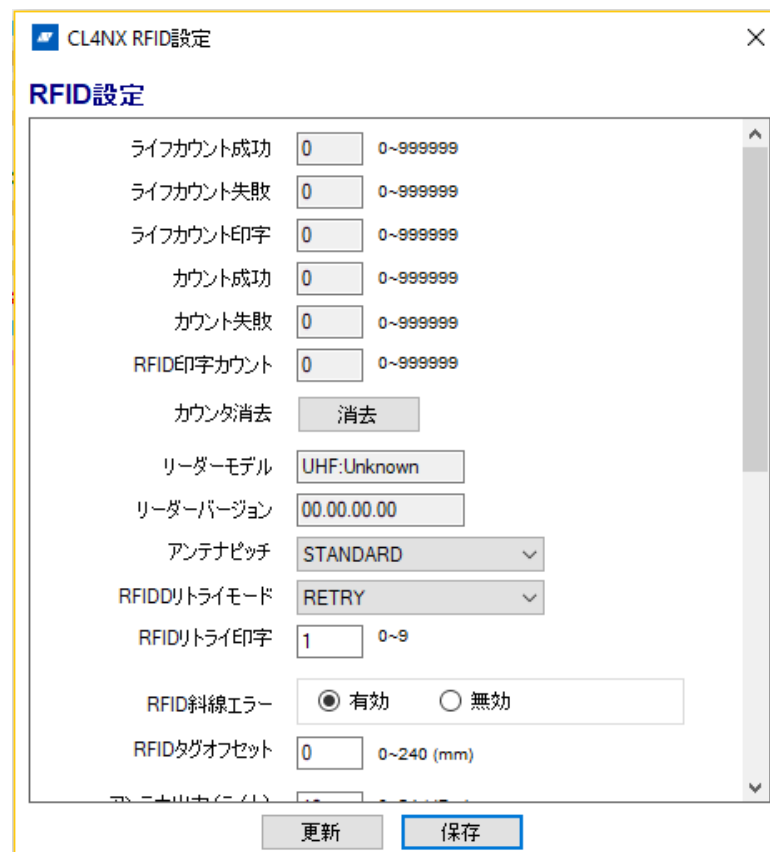 CL4NX RFID設定
RFID設定
ライフカウント成功 0 0~999999
ライフカウント失敗 0 0~999999
ライフカウント印字 0 0~999999
カウント成功 0 0~999999
カウント失敗 0 0~999999
RFID印字カウント 0 0~999999
カウンタ消去 消去
リーダーモデル UHF:Unknown
リーダーバージョン 00.00.00.00
アンテナピッチ STANDARD
RFIDDリトライモード RETRY
RFIDリトライ印字 1 0~9
RFID斜線エラー 有効 無効
RFIDタグオフセット 0 0~240 (mm)
更新 保存